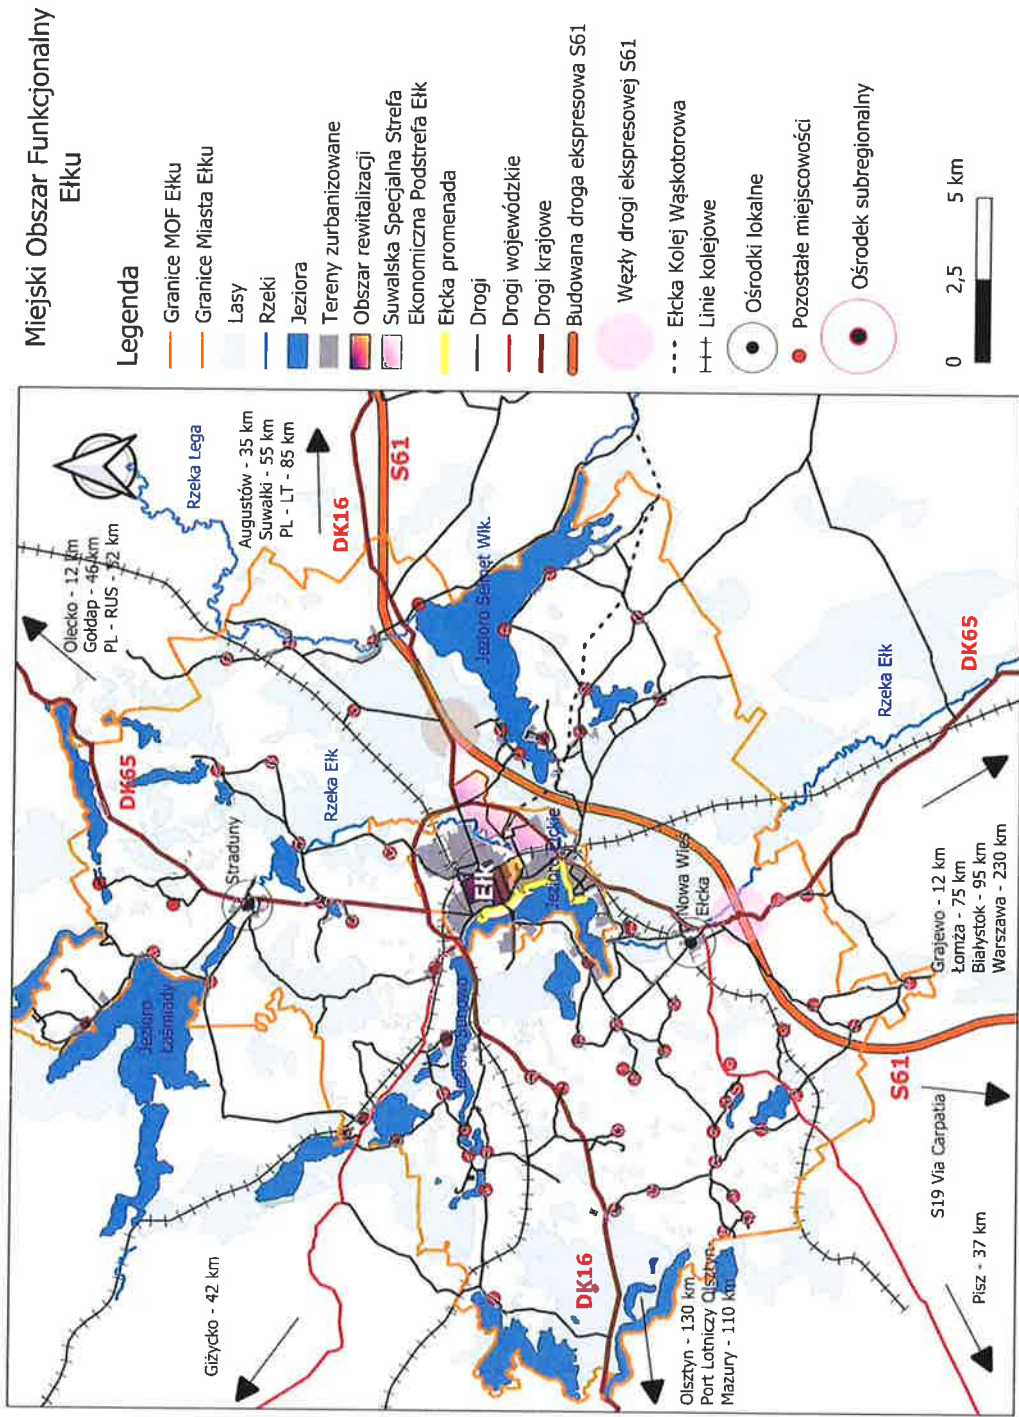 Miejski Obszar Funkcjonalny
Ełku
Legenda
Granice MOF Ełku
Granice Miasta Ełku
Lasy
Rzeki
Jeziora
Tereny zurbanizowane
Obszar rewitalizacji
Suwalska Specjalna Strefa
Ekonomiczna Podstrefa Ełk
Ełcka promenada
Drogi
Drogi wojewódzkie
Drogi krajowe
Budowana droga ekspresowa S61
Węzły drogi ekspresowej S61
Ełcka Kolej Wąskotorowa
Linie kolejowe
Ośrodki lokalne
Pozostałe miejscowości
Ośrodek subregionalny
0 2,5 5 km
Giżycko - 42 km
Olecko - 12 km
Gołdap - 46 km
PL - RUS - 52 km
Rzeka Lega
Augustów - 35 km
Suwałki - 55 km
PL - LT - 85 km
DK16
S61
DK65
Jezioro
Łaśmiady
Straduny
Rzeka Ełk
Jezioro Selmęt Wlk.
Jezioro Sunowo
Ełk
Jezioro Ełckie
DK16
Nowa Wieś
Ełcka
Rzeka Ełk
DK65
Olsztyn - 130 km
Port Lotniczy Olsztyn-
Mazury - 110 km
Pisz - 37 km
S19 Via Carpatia
S61
Grajewo - 12 km
Łomża - 75 km
Białystok - 95 km
Warszawa - 230 km